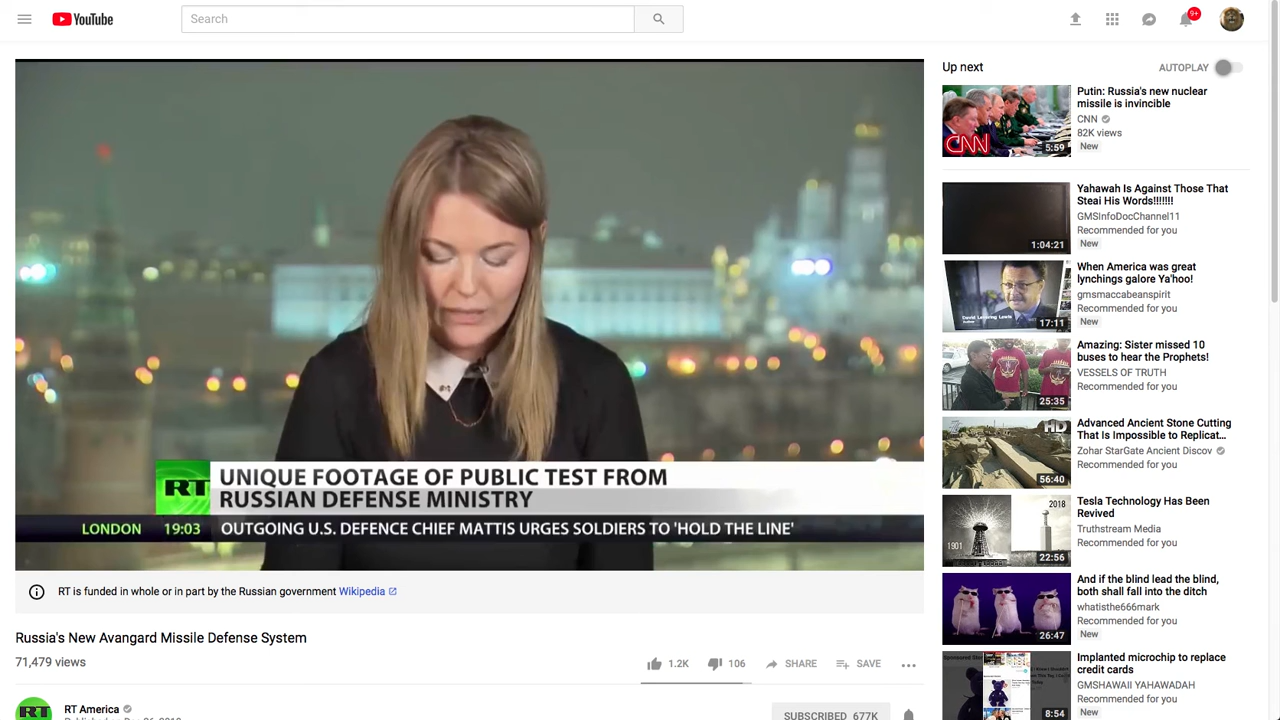 YouTube
Search
9+
UNIQUE FOOTAGE OF PUBLIC TEST FROM
RUSSIAN DEFENSE MINISTRY
RT
LONDON 19:03 OUTGOING U.S. DEFENCE CHIEF MATTIS URGES SOLDIERS TO 'HOLD THE LINE'
RT is funded in whole or in part by the Russian government Wikipedia
Russia's New Avangard Missile Defense System
71,479 views
1.2K 106 SHARE SAVE
RT America
SUBSCRIBED 677K
Up next
AUTOPLAY
CNN
5:59
Putin: Russia's new nuclear
missile is invincible
CNN
82K views
New
1:04:21
Yahawah Is Against Those That
Steal His Words!!!!!!!
GMSInfoDocChannel11
Recommended for you
New
17:11
When America was great
lynchings galore Ya'hoo!
gmsmaccabeanspirit
Recommended for you
New
25:35
Amazing: Sister missed 10
buses to hear the Prophets!
VESSELS OF TRUTH
Recommended for you
HD
56:40
Advanced Ancient Stone Cutting
That Is Impossible to Replicat...
Zohar StarGate Ancient Discov
Recommended for you
2018
1901
22:56
Tesla Technology Has Been
Revived
Truthstream Media
Recommended for you
26:47
And if the blind lead the blind,
both shall fall into the ditch
whatisthe666mark
Recommended for you
New
8:54
Implanted microchip to replace
credit cards
GMSHAWAII YAHAWADAH
Recommended for you
New